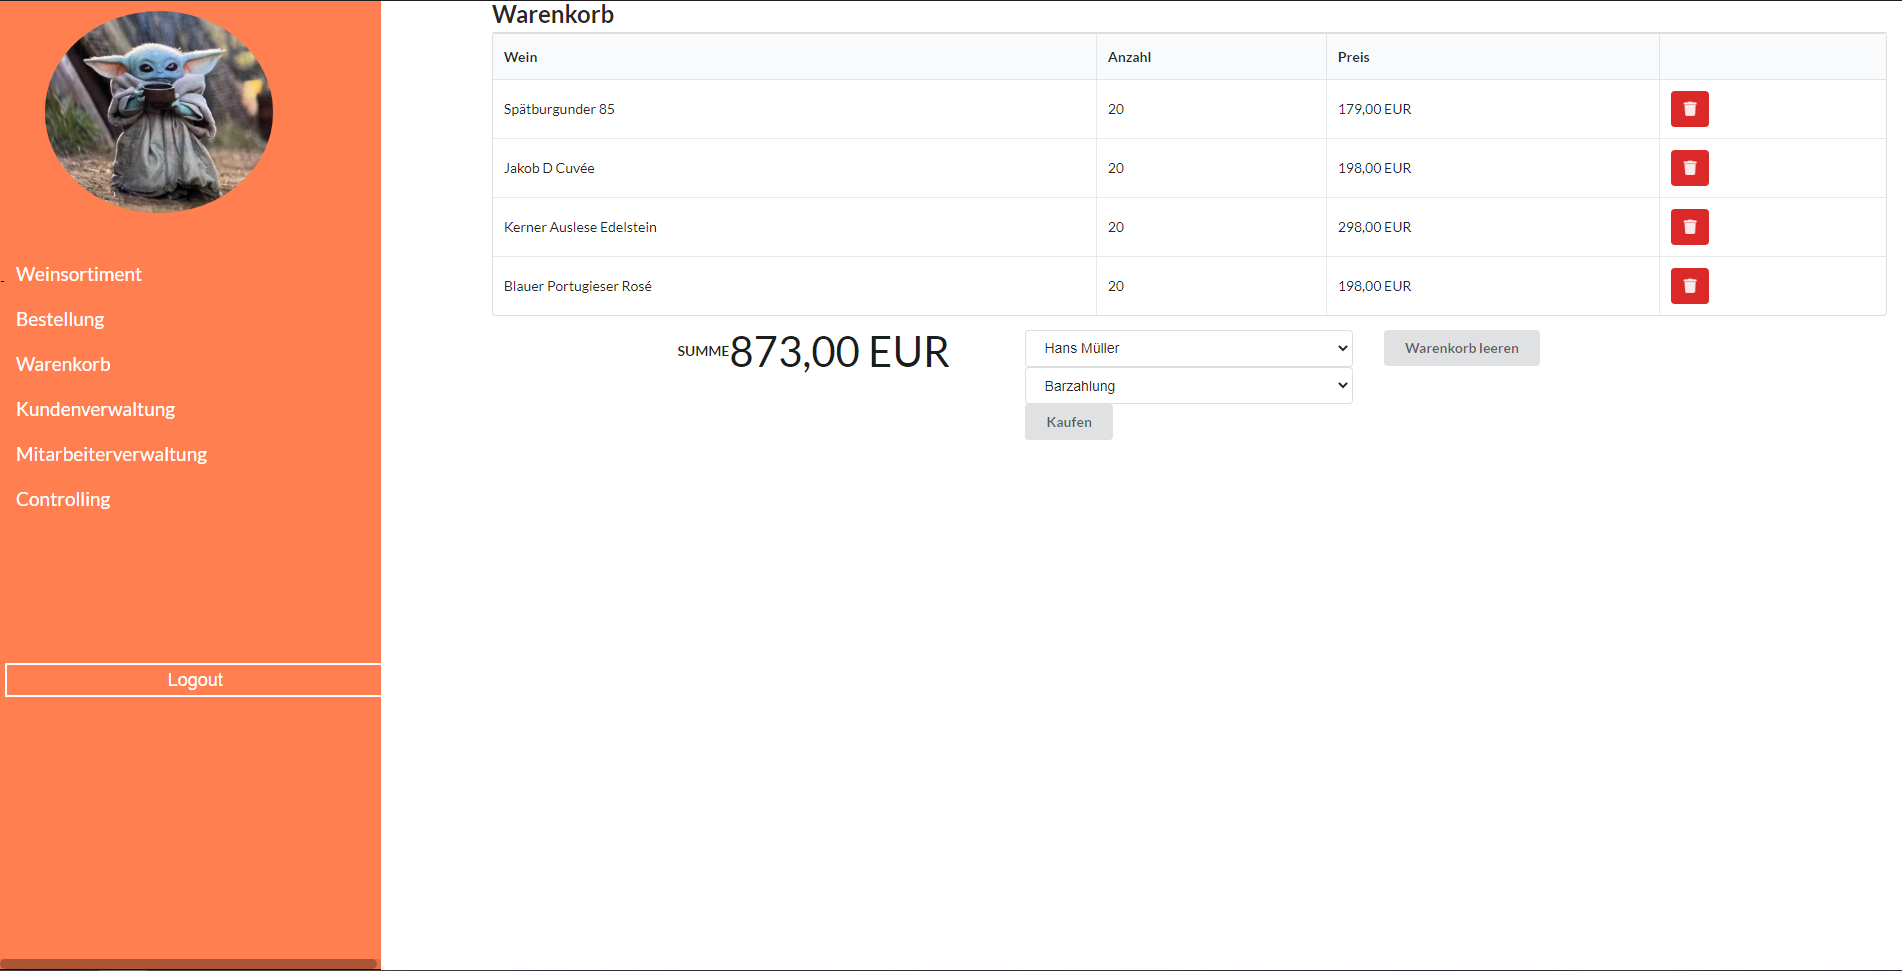 Weinsortiment
Bestellung
Warenkorb
Kundenverwaltung
Mitarbeiterverwaltung
Controlling
Logout
Warenkorb
Wein Anzahl Preis
Spätburgunder 85 20 179,00 EUR
Jakob D Cuvée 20 198,00 EUR
Kerner Auslese Edelstein 20 298,00 EUR
Blauer Portugieser Rosé 20 198,00 EUR
SUMME 873,00 EUR Hans Müller Warenkorb leeren
Barzahlung
Kaufen